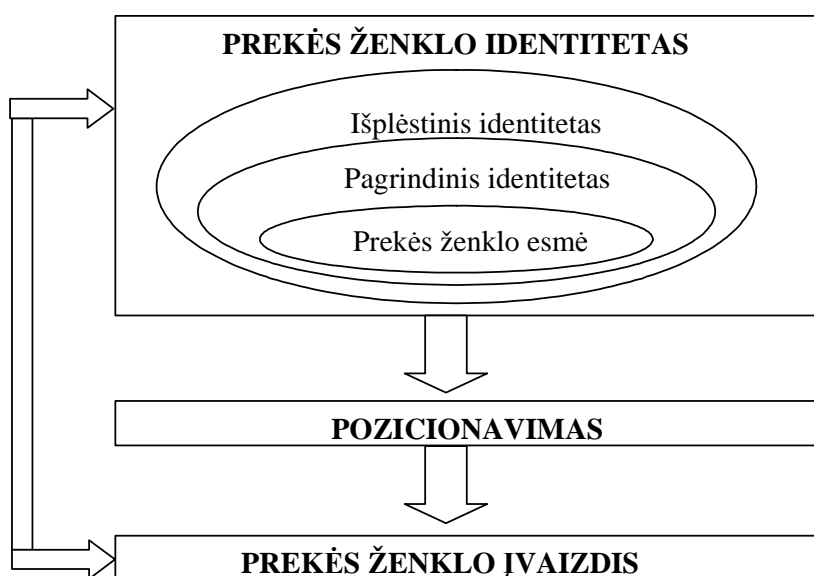 PREKĖS ŽENKLO IDENTITETAS
Išplėstinis identitetas
Pagrindinis identitetas
Prekės ženklo esmė
POZICIONAVIMAS
PREKĖS ŽENKLO ĮVAIZDIS